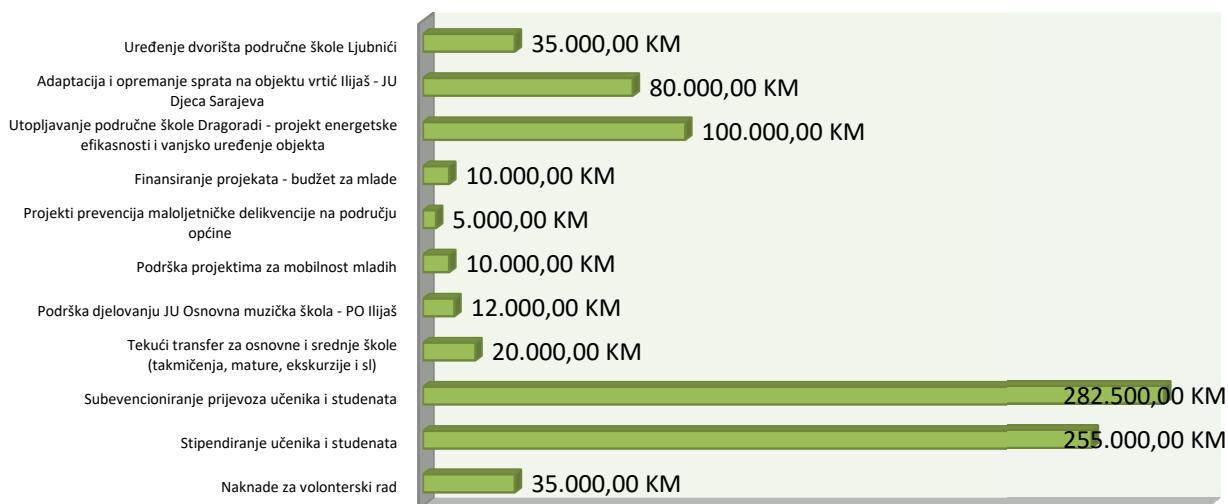 Uređenje dvorišta područne škole Ljubnići
35.000,00 KM
Adaptacija i opremanje sprata na objektu vrtić Ilijaš - JU
Djeca Sarajeva
80.000,00 KM
Utopljavanje područne škole Dragoradi - projekt energetske
efikasnosti i vanjsko uređenje objekta
100.000,00 KM
Finansiranje projekata - budžet za mlade
10.000,00 KM
Projekti prevencija maloljetničke delikvencije na području
općine
5.000,00 KM
Podrška projektima za mobilnost mladih
10.000,00 KM
Podrška djelovanju JU Osnovna muzička škola - PO Ilijaš
12.000,00 KM
Tekući transfer za osnovne i srednje škole
(takmičenja, mature, ekskurzije i sl)
20.000,00 KM
Subevencioniranje prijevoza učenika i studenata
282.500,00 KM
Stipendiranje učenika i studenata
255.000,00 KM
Naknade za volonterski rad
35.000,00 KM